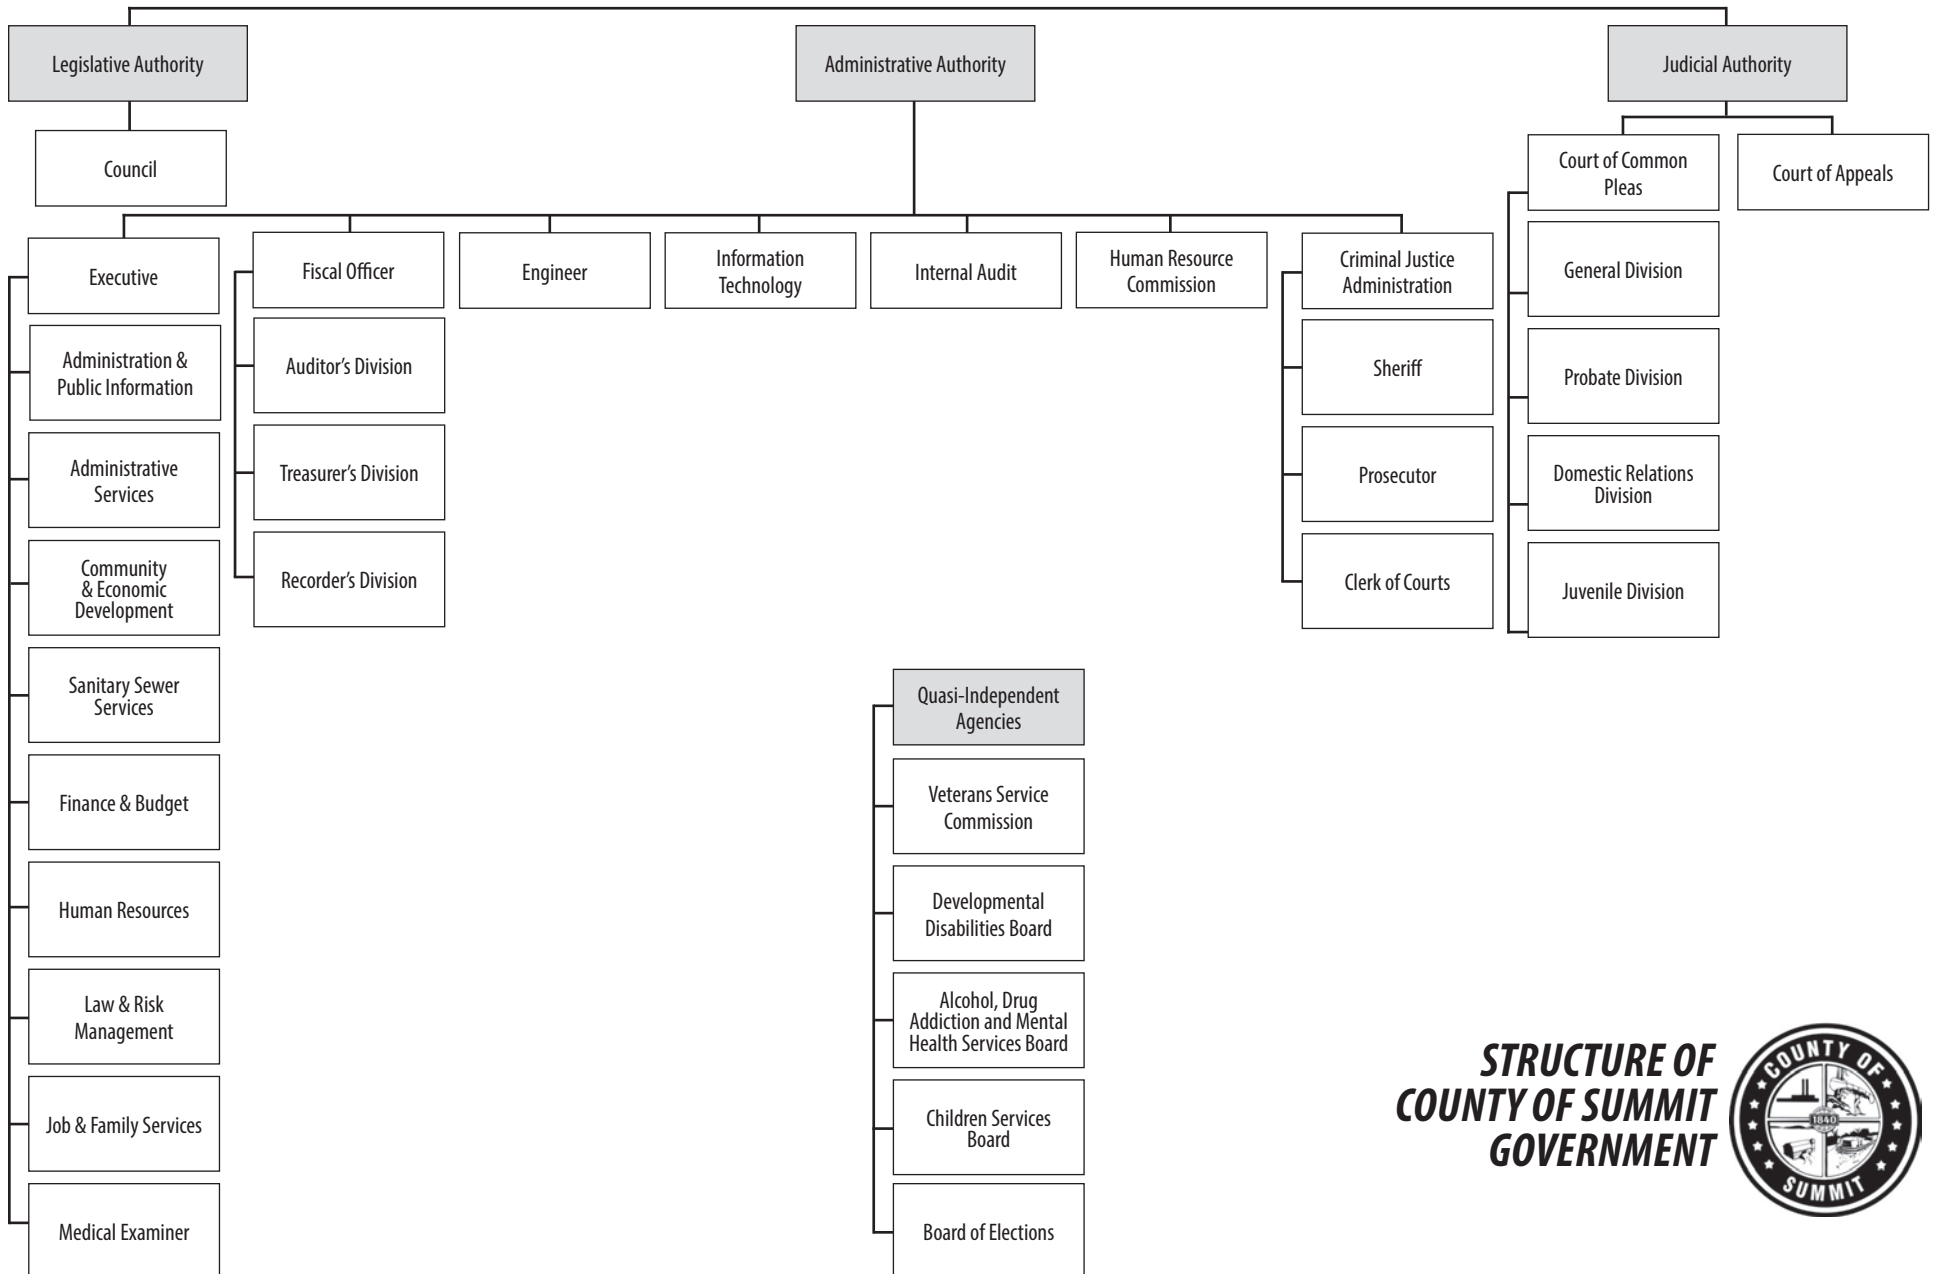 Legislative Authority
Administrative Authority
Judicial Authority
Council
Court of Common
Pleas
Court of Appeals
Executive
Fiscal Officer
Engineer
Information
Technology
Internal Audit
Human Resource
Commission
Criminal Justice
Administration
General Division
Administration &
Public Information
Auditor’s Division
Sheriff
Probate Division
Administrative
Services
Treasurer’s Division
Prosecutor
Domestic Relations
Division
Community
& Economic
Development
Recorder’s Division
Clerk of Courts
Juvenile Division
Sanitary Sewer
Services
Finance & Budget
Human Resources
Law & Risk
Management
Job & Family Services
Medical Examiner
Quasi-Independent
Agencies
Veterans Service
Commission
Developmental
Disabilities Board
Alcohol, Drug
Addiction and Mental
Health Services Board
Children Services
Board
Board of Elections
STRUCTURE OF
COUNTY OF SUMMIT
GOVERNMENT
COUNTY OF
1840
SUMMIT